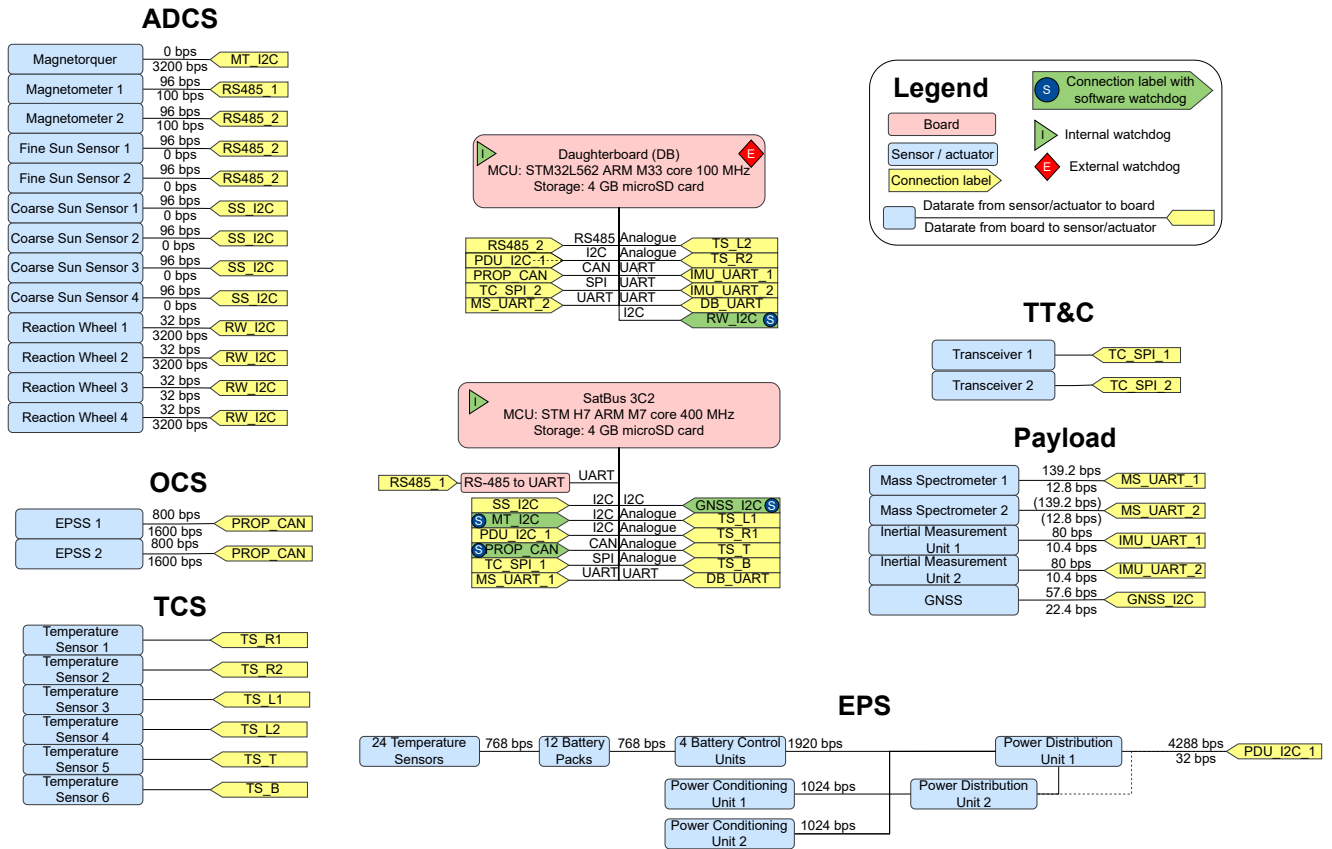 ADCS
Magnetorquer
0 bps
3200 bps
MT_I2C
Magnetometer 1
96 bps
100 bps
RS485_1
Magnetometer 2
96 bps
100 bps
RS485_2
Fine Sun Sensor 1
96 bps
0 bps
RS485_2
Fine Sun Sensor 2
96 bps
0 bps
RS485_2
Coarse Sun Sensor 1
96 bps
0 bps
SS_I2C
Coarse Sun Sensor 2
96 bps
0 bps
SS_I2C
Coarse Sun Sensor 3
96 bps
0 bps
SS_I2C
Coarse Sun Sensor 4
96 bps
0 bps
SS_I2C
Reaction Wheel 1
32 bps
3200 bps
RW_I2C
Reaction Wheel 2
32 bps
3200 bps
RW_I2C
Reaction Wheel 3
32 bps
32 bps
RW_I2C
Reaction Wheel 4
32 bps
3200 bps
RW_I2C
OCS
EPSS 1
800 bps
1600 bps
PROP_CAN
EPSS 2
800 bps
1600 bps
PROP_CAN
TCS
Temperature
Sensor 1
TS_R1
Temperature
Sensor 2
TS_R2
Temperature
Sensor 3
TS_L1
Temperature
Sensor 4
TS_L2
Temperature
Sensor 5
TS_T
Temperature
Sensor 6
TS_B
I
E
Daughterboard (DB)
MCU: STM32L562 ARM M33 core 100 MHz
Storage: 4 GB microSD card
RS485_2 RS485 Analogue TS_L2
PDU_I2C_1 I2C Analogue TS_R2
PROP_CAN CAN UART IMU_UART_1
TC_SPI_2 SPI UART IMU_UART_2
MS_UART_2 UART UART DB_UART
I2C RW_I2C S
I
SatBus 3C2
MCU: STM H7 ARM M7 core 400 MHz
Storage: 4 GB microSD card
RS485_1 RS-485 to UART UART
SS_I2C I2C I2C GNSS_I2C S
S MT_I2C I2C Analogue TS_L1
PDU_I2C_1 I2C Analogue TS_R1
S PROP_CAN CAN Analogue TS_T
TC_SPI_1 SPI Analogue TS_B
MS_UART_1 UART UART DB_UART
Legend
Board
Sensor / actuator
Connection label
S
Connection label with
software watchdog
I
Internal watchdog
E
External watchdog
Datarate from sensor/actuator to board
Datarate from board to sensor/actuator
TT&C
Transceiver 1
TC_SPI_1
Transceiver 2
TC_SPI_2
Payload
Mass Spectrometer 1
139.2 bps
12.8 bps
MS_UART_1
Mass Spectrometer 2
(139.2 bps)
(12.8 bps)
MS_UART_2
Inertial Measurement
Unit 1
80 bps
10.4 bps
IMU_UART_1
Inertial Measurement
Unit 2
80 bps
10.4 bps
IMU_UART_2
GNSS
57.6 bps
22.4 bps
GNSS_I2C
EPS
24 Temperature
Sensors
768 bps
12 Battery
Packs
768 bps
4 Battery Control
Units
1920 bps
Power Distribution
Unit 1
4288 bps
32 bps
PDU_I2C_1
Power Conditioning
Unit 1
1024 bps
Power Distribution
Unit 2
Power Conditioning
Unit 2
1024 bps